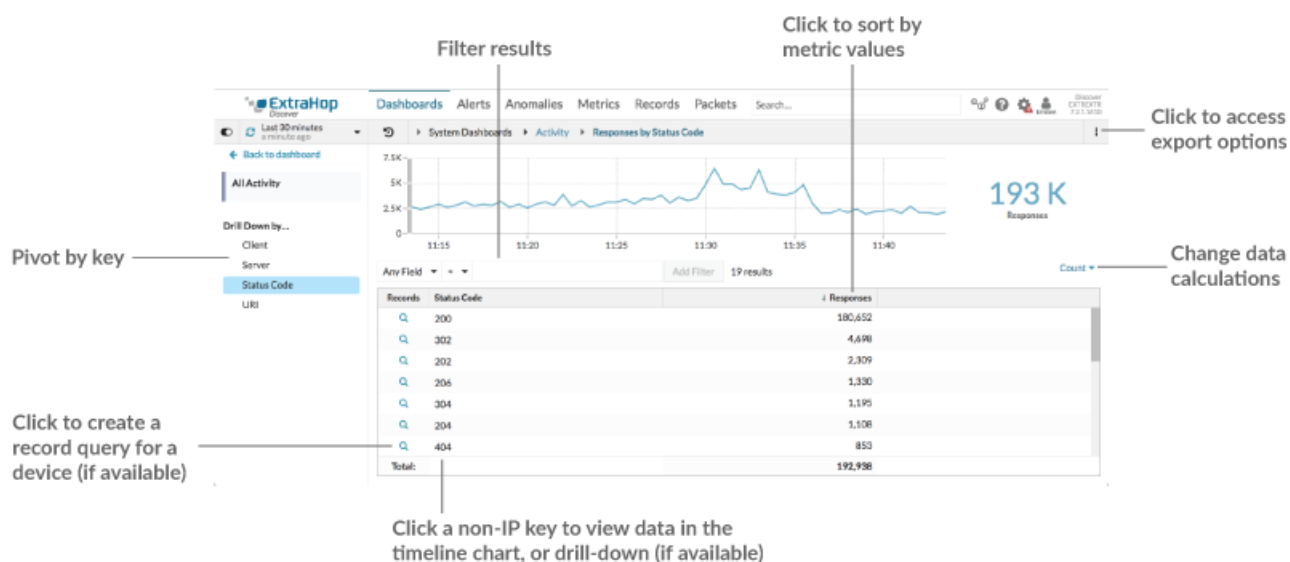 Click to sort by
metric values
Filter results
ExtraHop
Discover
Dashboards Alerts Anomalies Metrics Records Packets Search...
Discover
EXTREXTR
Click to access
export options
Last 30 minutes
a minute ago
System Dashboards Activity Responses by Status Code
Back to dashboard
All Activity
7.5K
5K
2.5K
0
11:15 11:20 11:25 11:30 11:35 11:40
193 K
Responses
Drill Down by...
Client
Server
Status Code
URI
Pivot by key
Any Field = Add Filter 19 results
Count
Change data
calculations
Records Status Code ↓ Responses
200 180,652
302 4,698
202 2,309
206 1,330
304 1,195
204 1,108
404 853
Total: 192,938
Click to create a
record query for a
device (if available)
Click a non-IP key to view data in the
timeline chart, or drill-down (if available)